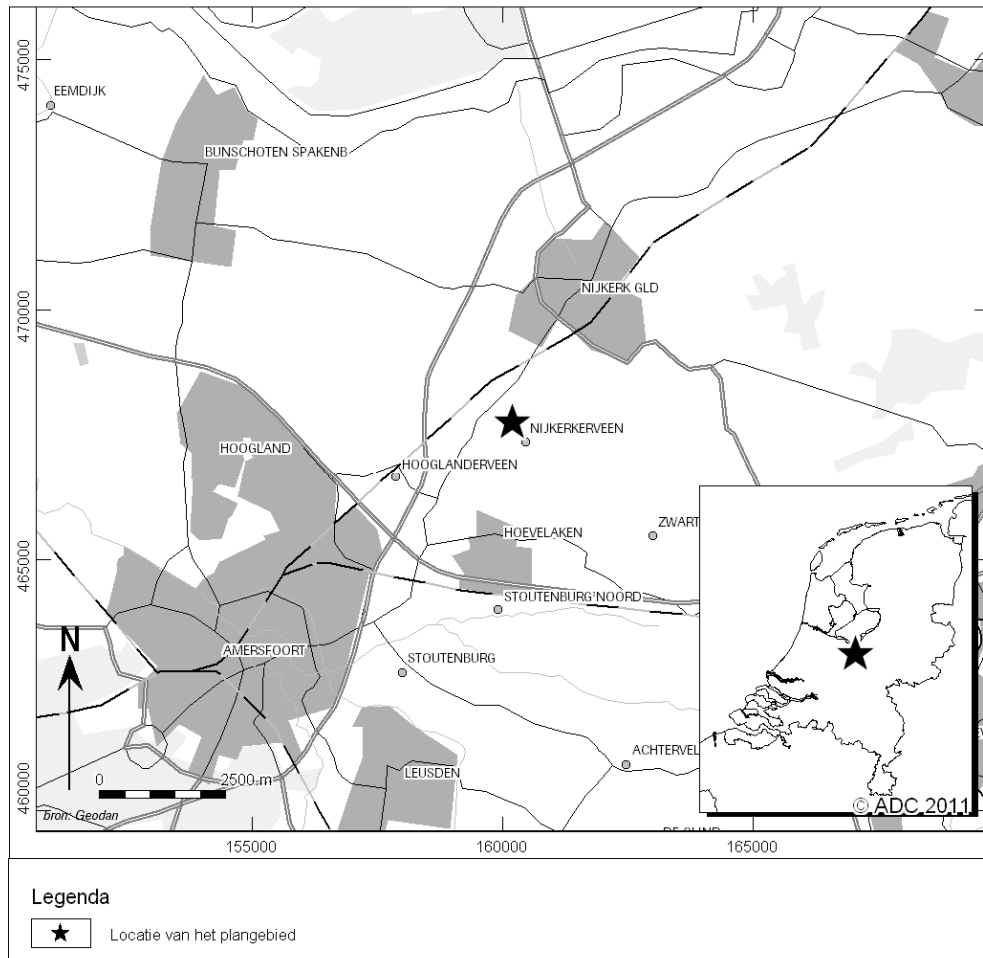 475000
EEMDIJK
BUNSCHOTEN SPAKENB
NIJKERK GLD
470000
NIJKERKERVEEN
HOOGLAND
HOOGLANDERVEEN
HOEVELAKEN
ZWART
465000
STOUTENBURG NOORD
N
AMERSFOORT
STOUTENBURG
ACHTERVEL
LEUSDEN
0 2500 m
460000
bron: Geodan
© ADC 2011
155000
160000
165000
Legenda
Locatie van het plangebied